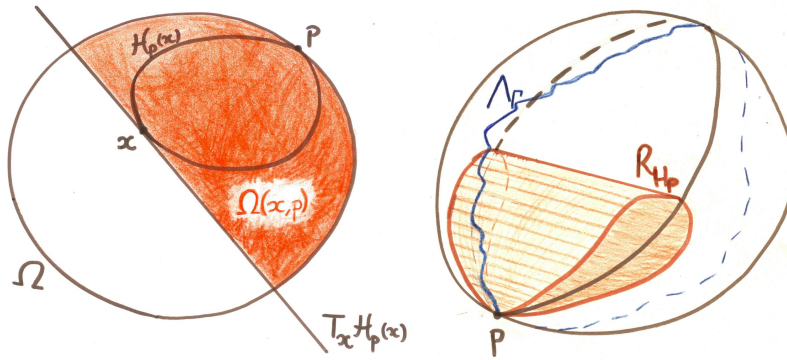 H_p(x)
P
x
Ω(x,p)
Ω
T_x H_p(x)
Λ_Γ
R_{H_p}
P